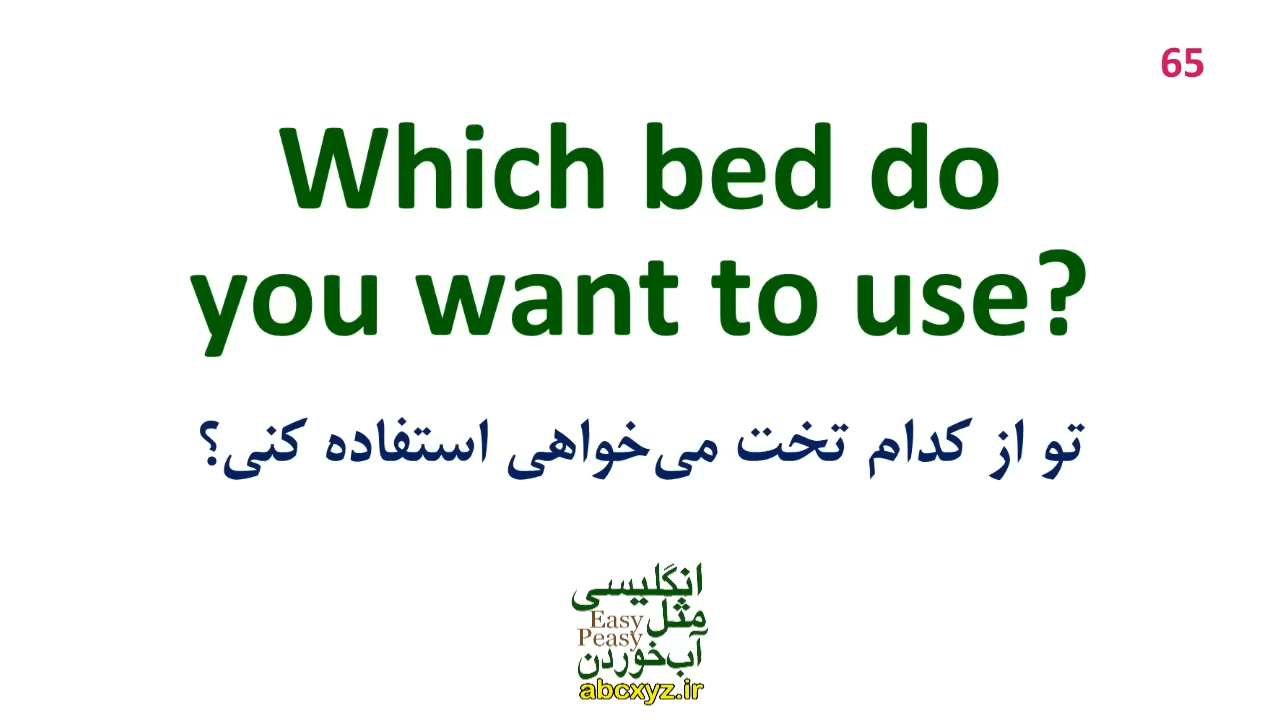 65
Which bed do
you want to use?
تو از کدام تخت می‌خواهی استفاده کنی؟
انگلیسی
مثل
Easy
Peasy
آب‌خوردن
abcxyz.ir